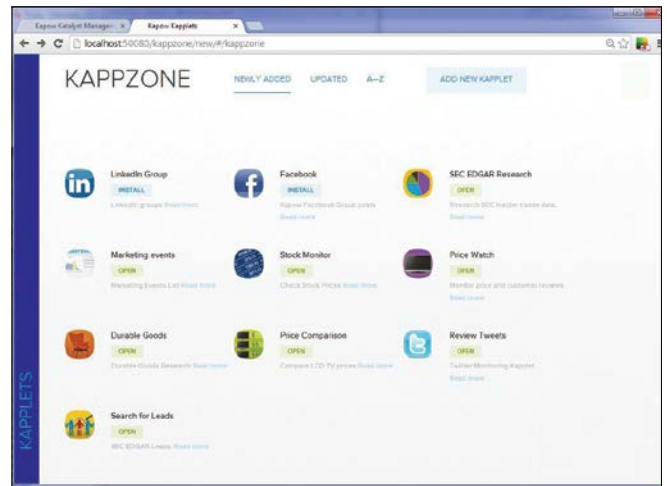 Kapow Catalyst Manager
Kapow Kapplets
localhost:50080/kappzone/new/#/kappzone
KAPPZONE
NEWLY ADDED
UPDATED
A–Z
ADD NEW KAPPLET
LinkedIn Group
INSTALL
LinkedIn groups Read more
Facebook
INSTALL
Kapow Facebook Group posts
Read more
SEC EDGAR Research
OPEN
Research SEC insider trades data.
Read more
Marketing events
OPEN
Marketing Events List Read more
Stock Monitor
OPEN
Check Stock Prices Read more
Price Watch
OPEN
Monitor price and customer reviews
Read more
Durable Goods
OPEN
Durable Goods Research Read more
Price Comparison
OPEN
Compare LCD TV prices Read more
Review Tweets
OPEN
Twitter Monitoring Kapplet
Read more
Search for Leads
OPEN
SEC EDGAR Leads Read more
KAPPLETS